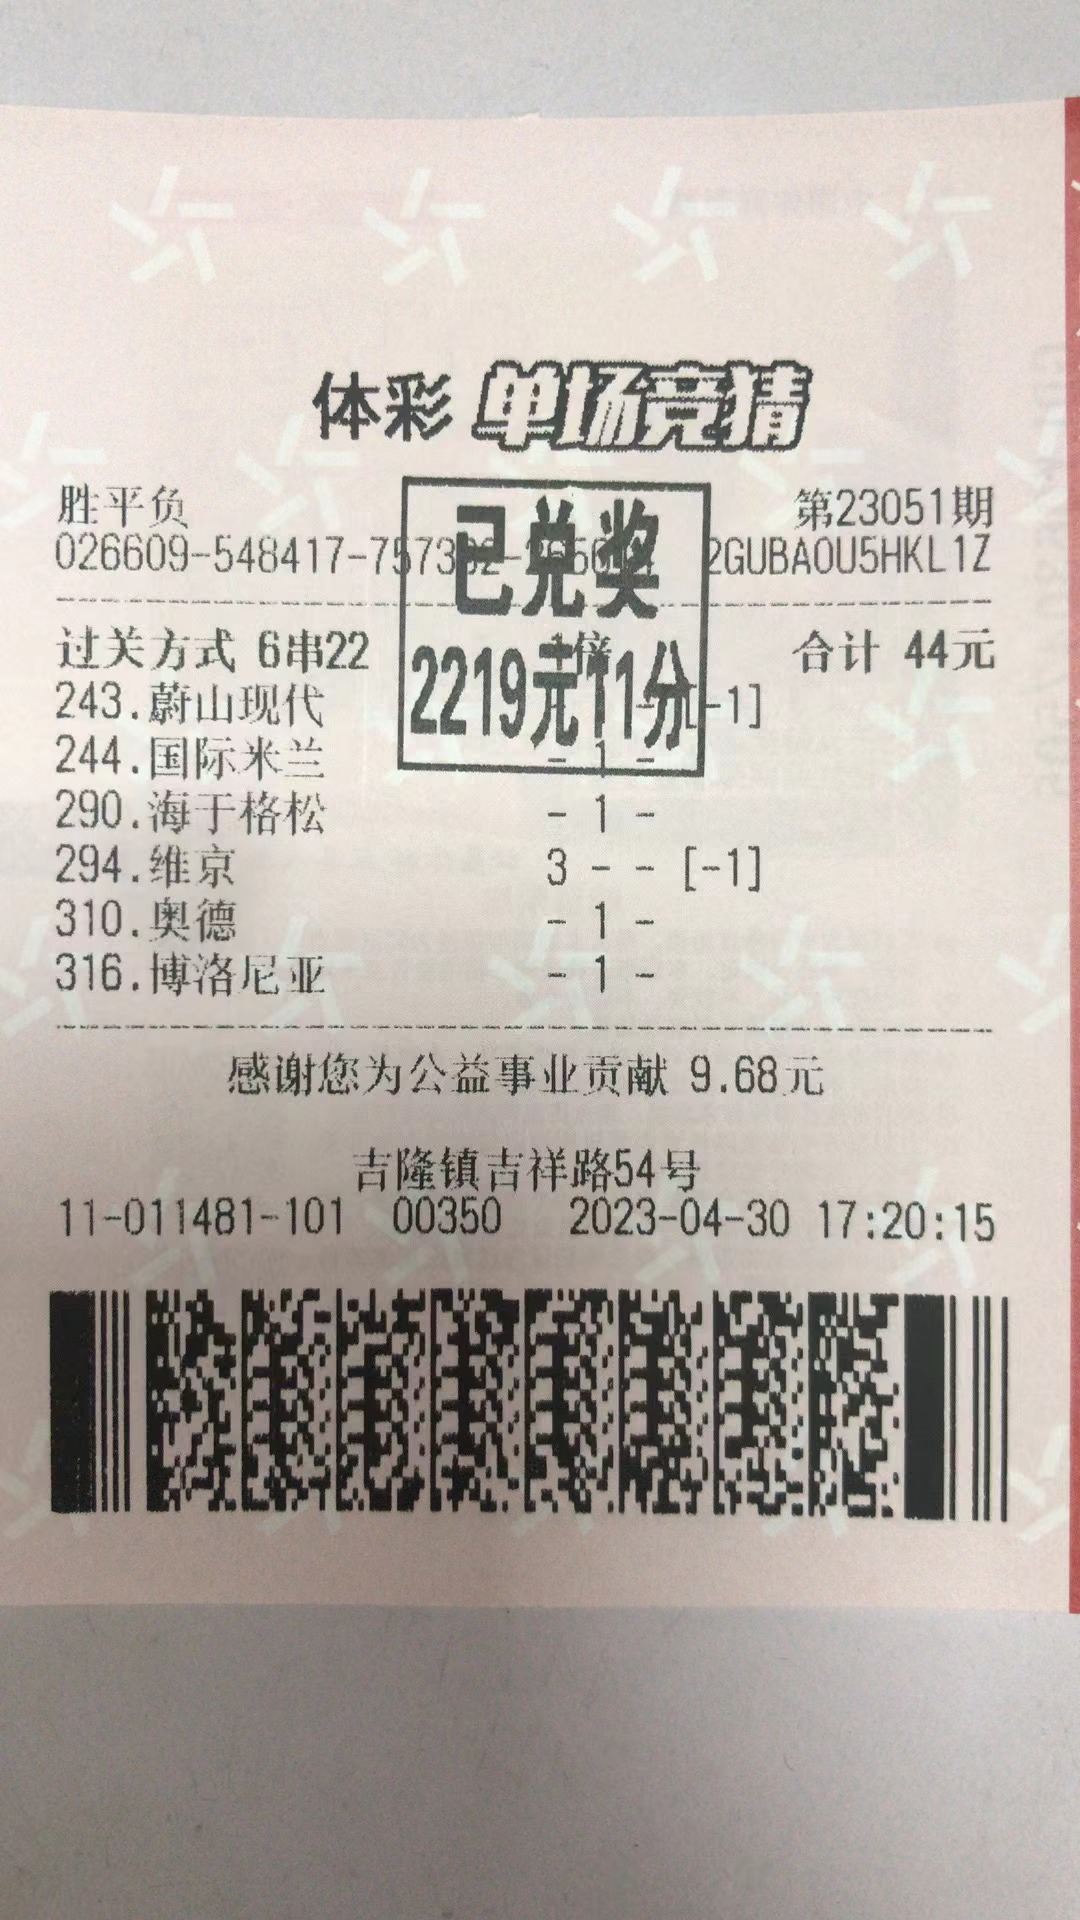 体彩 单场竞猜
胜平负 第23051期
026609-548417-757302- 2GUBAOU5HKL1Z
已兑奖
过关方式 6串22 1倍 合计 44元
2219元11分
243.蔚山现代 - [-1]
244.国际米兰 - 1 -
290.海于格松 - 1 -
294.维京 3 - - [-1]
310.奥德 - 1 -
316.博洛尼亚 - 1 -
感谢您为公益事业贡献 9.68元
吉隆镇吉祥路54号
11-011481-101 00350 2023-04-30 17:20:15